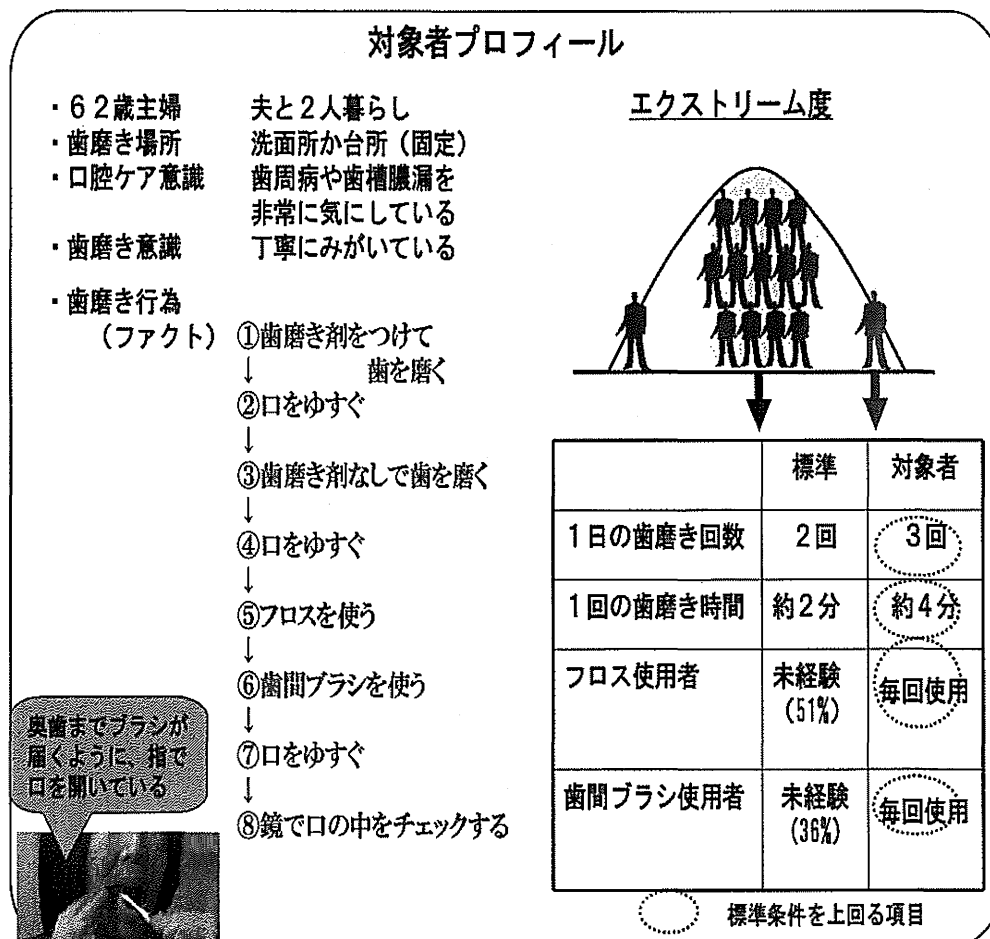 対象者プロフィール
・62歳主婦 夫と2人暮らし
・歯磨き場所 洗面所か台所(固定)
・口腔ケア意識 歯周病や歯槽膿漏を
非常に気にしている
・歯磨き意識 丁寧にみがいている
・歯磨き行為
(ファクト) ①歯磨き剤をつけて
↓ 歯を磨く
②口をゆすぐ
↓
③歯磨き剤なしで歯を磨く
↓
④口をゆすぐ
↓
⑤フロスを使う
↓
⑥歯間ブラシを使う
↓
⑦口をゆすぐ
↓
⑧鏡で口の中をチェックする
奥歯までブラシが
届くように、指で
口を開いている
エクストリーム度
標準 対象者
1日の歯磨き回数 2回 3回
1回の歯磨き時間 約2分 約4分
フロス使用者 未経験 毎回使用
(51%)
歯間ブラシ使用者 未経験 毎回使用
(36%)
標準条件を上回る項目